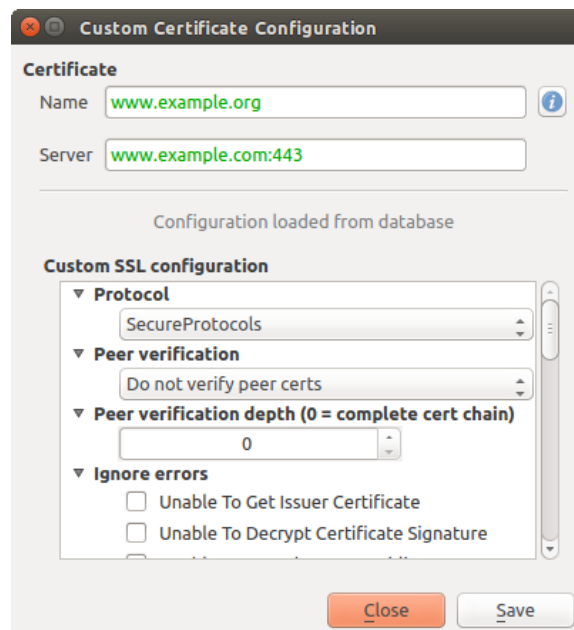 Custom Certificate Configuration
Certificate
Name www.example.org
Server www.example.com:443
Configuration loaded from database
Custom SSL configuration
Protocol
SecureProtocols
Peer verification
Do not verify peer certs
Peer verification depth (0 = complete cert chain)
0
Ignore errors
Unable To Get Issuer Certificate
Unable To Decrypt Certificate Signature
Close Save